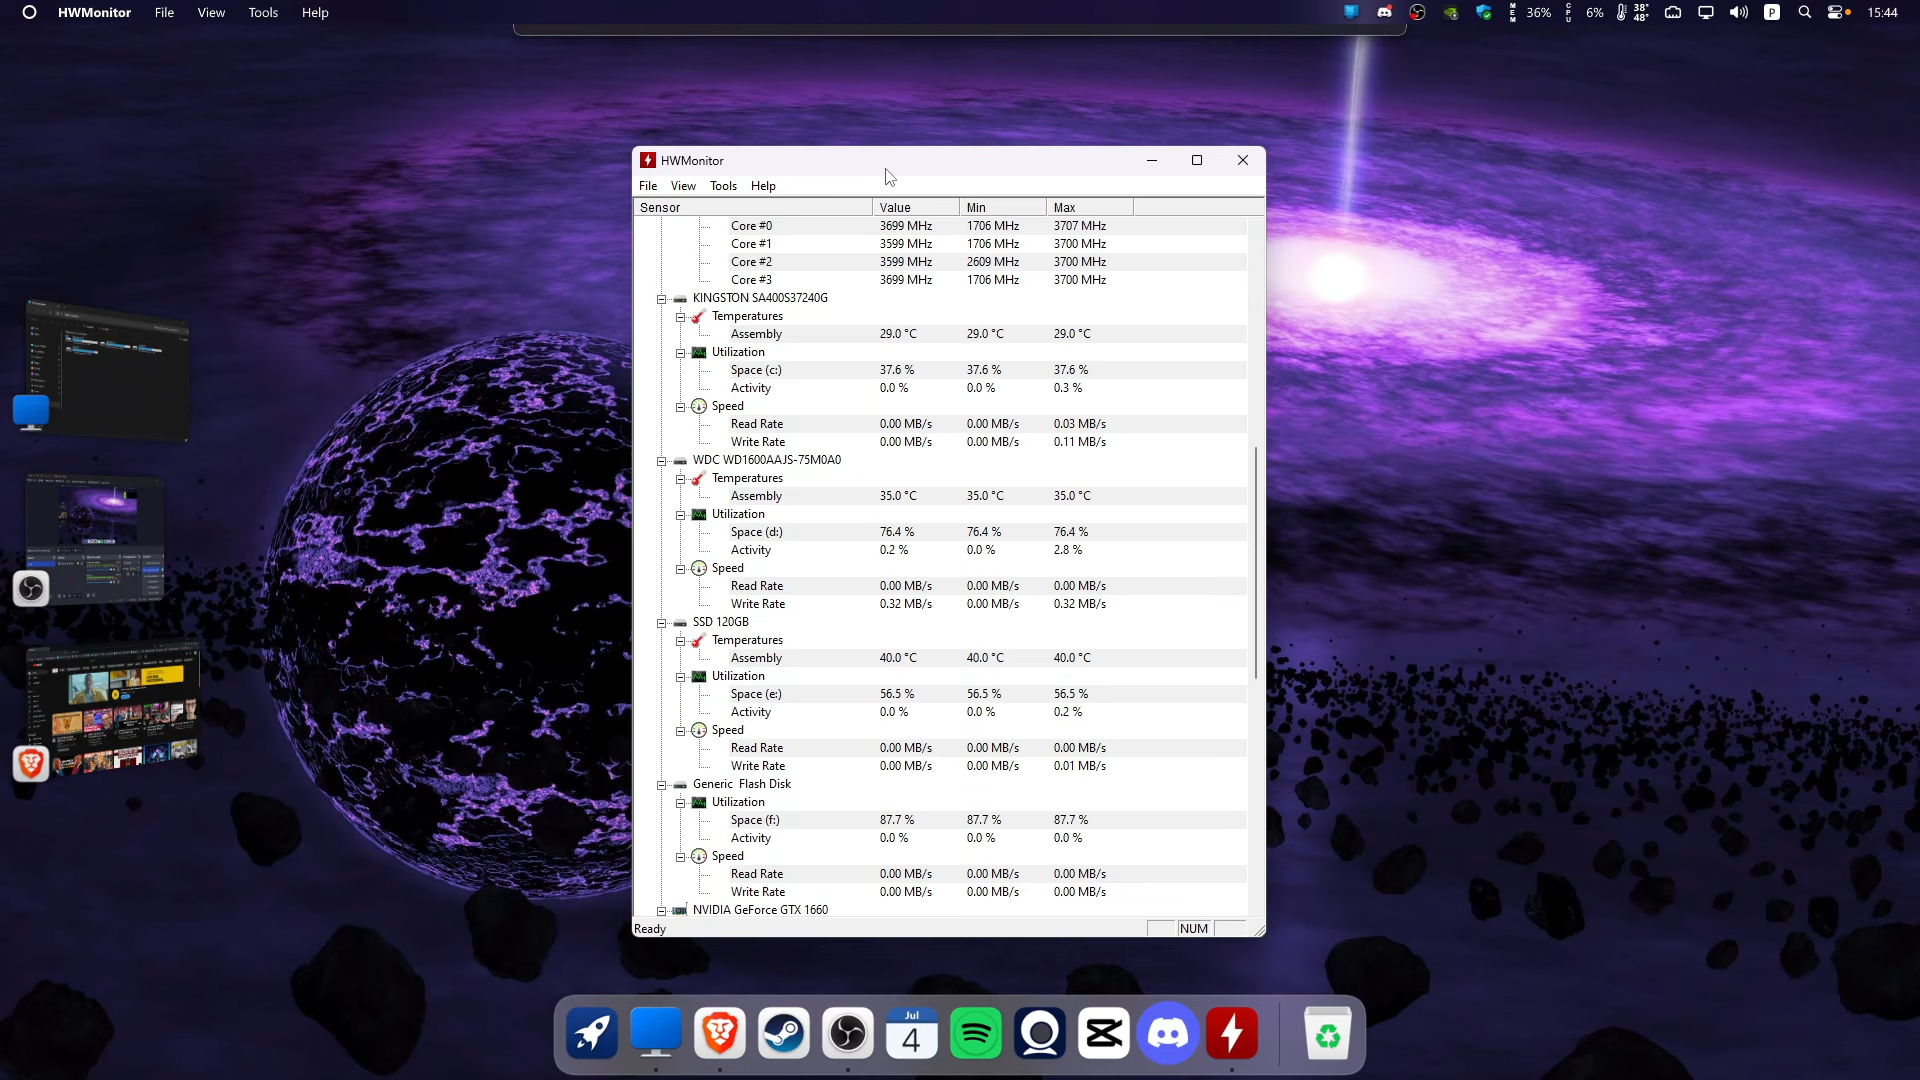 HWMonitor File View Tools Help 36% 6% 38° 48° P 15:44
MEM CPU
HWMonitor
File View Tools Help
Sensor Value Min Max
Core #0 3699 MHz 1706 MHz 3707 MHz
Core #1 3599 MHz 1706 MHz 3700 MHz
Core #2 3599 MHz 2609 MHz 3700 MHz
Core #3 3699 MHz 1706 MHz 3700 MHz
KINGSTON SA400S37240G
Temperatures
Assembly 29.0 °C 29.0 °C 29.0 °C
Utilization
Space (c:) 37.6 % 37.6 % 37.6 %
Activity 0.0 % 0.0 % 0.3 %
Speed
Read Rate 0.00 MB/s 0.00 MB/s 0.03 MB/s
Write Rate 0.00 MB/s 0.00 MB/s 0.11 MB/s
WDC WD1600AAJS-75M0A0
Temperatures
Assembly 35.0 °C 35.0 °C 35.0 °C
Utilization
Space (d:) 76.4 % 76.4 % 76.4 %
Activity 0.2 % 0.0 % 2.8 %
Speed
Read Rate 0.00 MB/s 0.00 MB/s 0.00 MB/s
Write Rate 0.32 MB/s 0.00 MB/s 0.32 MB/s
SSD 120GB
Temperatures
Assembly 40.0 °C 40.0 °C 40.0 °C
Utilization
Space (e:) 56.5 % 56.5 % 56.5 %
Activity 0.0 % 0.0 % 0.2 %
Speed
Read Rate 0.00 MB/s 0.00 MB/s 0.00 MB/s
Write Rate 0.00 MB/s 0.00 MB/s 0.01 MB/s
Generic Flash Disk
Utilization
Space (f:) 87.7 % 87.7 % 87.7 %
Activity 0.0 % 0.0 % 0.0 %
Speed
Read Rate 0.00 MB/s 0.00 MB/s 0.00 MB/s
Write Rate 0.00 MB/s 0.00 MB/s 0.00 MB/s
NVIDIA GeForce GTX 1660
Ready NUM
Jul
4